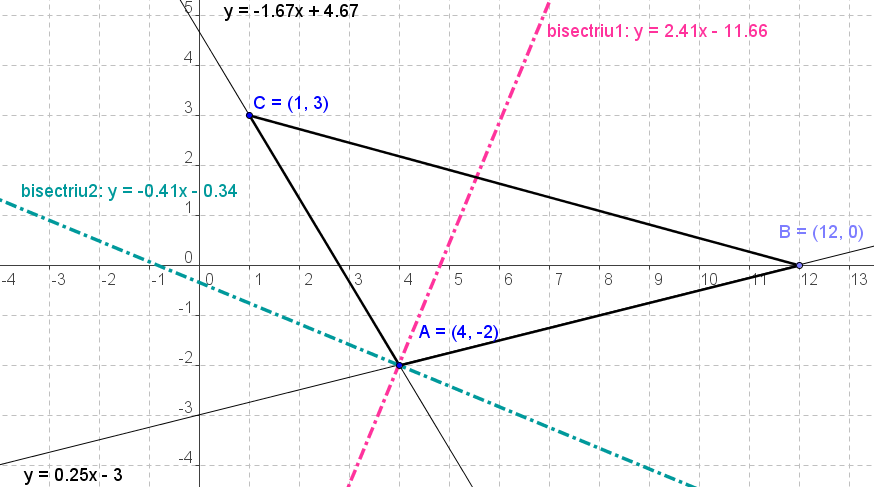 y = -1.67x + 4.67
bisectriu1: y = 2.41x - 11.66
C = (1, 3)
bisectriu2: y = -0.41x - 0.34
B = (12, 0)
A = (4, -2)
y = 0.25x - 3
5
4
3
2
1
0
-1
-2
-3
-4
-4 -3 -2 -1 0 1 2 3 4 5 6 7 8 9 10 11 12 13